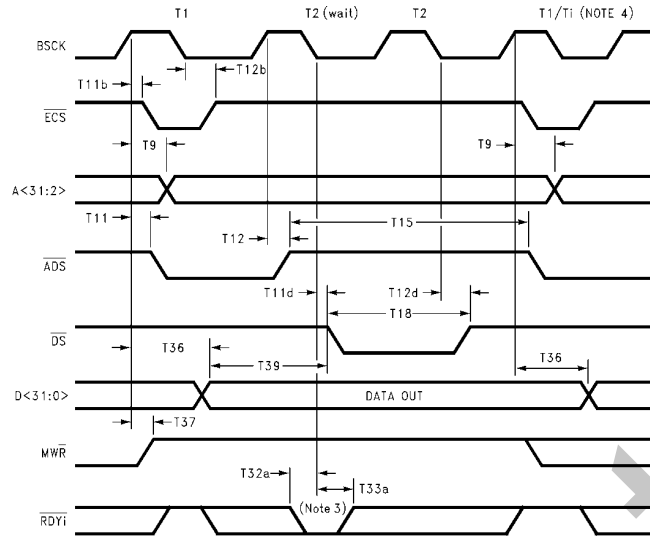 T1 T2 (wait) T2 T1/Ti (NOTE 4)
BSCK
T11b T12b
ECS
T9 T9
A<31:2>
T11 T12 T15
ADS
T11d T12d
T18
DS
T36 T39 T36
D<31:0> DATA OUT
T37
MWR
T32a T33a
(Note 3)
RDYi